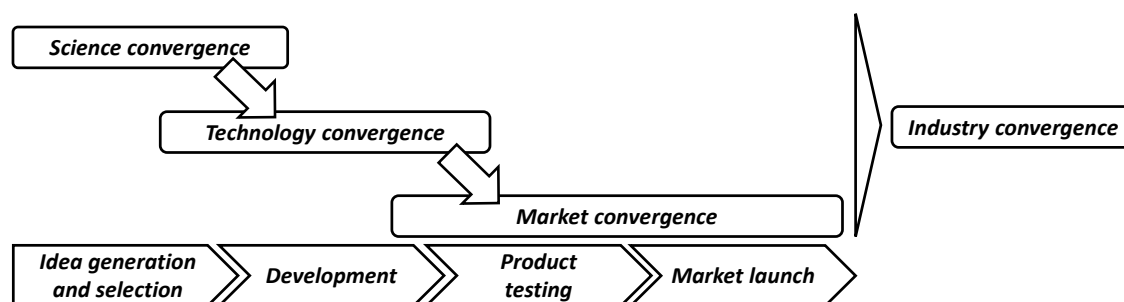 Science convergence
Technology convergence
Industry convergence
Market convergence
Idea generation
and selection
Development
Product
testing
Market launch